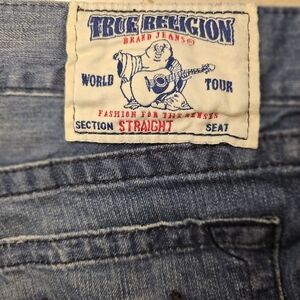 TRUE RELIGION
BRAND JEANS®
WORLD TOUR
FASHION FOR THE SENSES
SECTION STRAIGHT SEAT